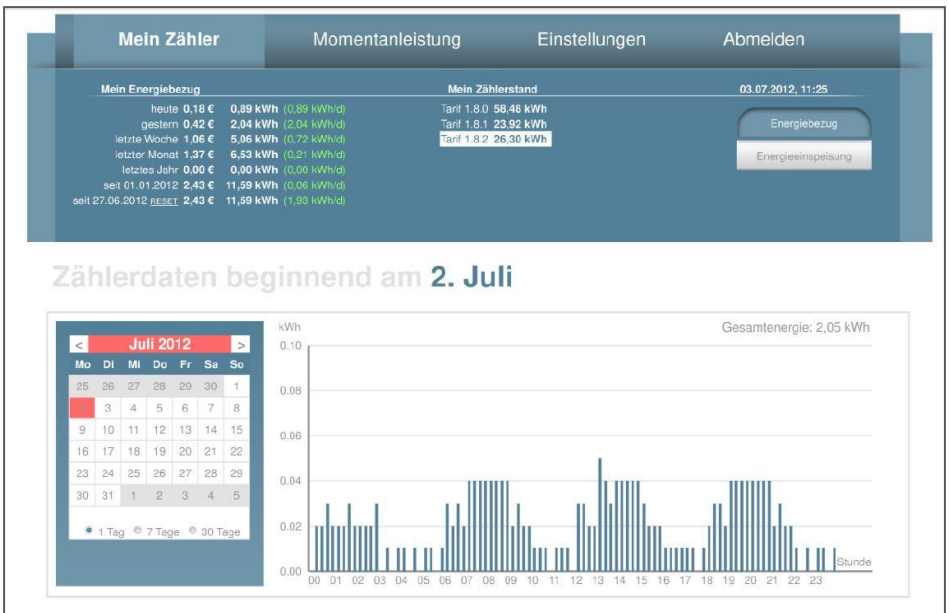 Mein Zähler Momentanleistung Einstellungen Abmelden
Mein Energiebezug Mein Zählerstand 03.07.2012, 11:25
heute 0,18 € 0,89 kWh (0,89 kWh/d) Tarif 1.8.0 58,48 kWh
gestern 0,42 € 2,04 kWh (2,04 kWh/d) Tarif 1.8.1 23,92 kWh Energiebezug
letzte Woche 1,06 € 5,06 kWh (0,72 kWh/d) Tarif 1.8.2 26,30 kWh
letzter Monat 1,37 € 6,53 kWh (0,21 kWh/d) Energieeinspeisung
letztes Jahr 0,00 € 0,00 kWh (0,00 kWh/d)
seit 01.01.2012 2,43 € 11,59 kWh (0,06 kWh/d)
seit 27.06.2012 RESET 2,43 € 11,59 kWh (1,93 kWh/d)
Zählerdaten beginnend am 2. Juli
< Juli 2012 >
Mo Di Mi Do Fr Sa So
25 26 27 28 29 30 1
3 4 5 6 7 8
9 10 11 12 13 14 15
16 17 18 19 20 21 22
23 24 25 26 27 28 29
30 31 1 2 3 4 5
1 Tag 7 Tage 30 Tage
kWh Gesamtenergie: 2,05 kWh
0.10
0.08
0.06
0.04
0.02
0.00
Stunde
00 01 02 03 04 05 06 07 08 09 10 11 12 13 14 15 16 17 18 19 20 21 22 23